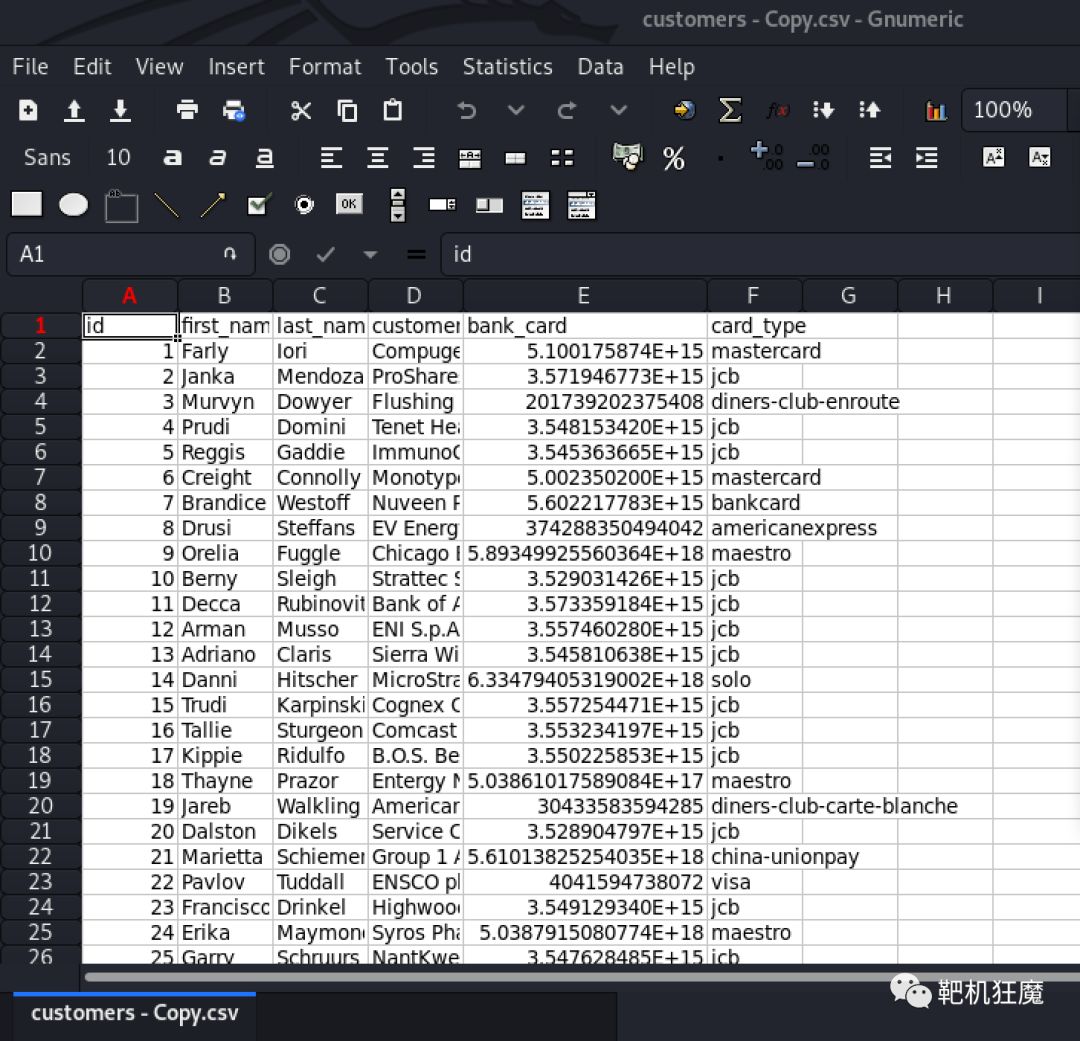 customers - Copy.csv - Gnumeric
File Edit View Insert Format Tools Statistics Data Help
100%
Sans 10 a a a %
OK
A1 = id
A B C D E F G H I
1 id first_nam last_nam customer bank_card card_type
2 1 Farly Iori Compuge 5.100175874E+15 mastercard
3 2 Janka Mendoza ProShare 3.571946773E+15 jcb
4 3 Murvyn Dowyer Flushing 201739202375408 diners-club-enroute
5 4 Prudi Domini Tenet Hea 3.548153420E+15 jcb
6 5 Reggis Gaddie Immuno 3.545363665E+15 jcb
7 6 Creight Connolly Monotype 5.002350200E+15 mastercard
8 7 Brandice Westoff Nuveen 5.602217783E+15 bankcard
9 8 Drusi Steffans EV Energ 374288350494042 americanexpress
10 9 Orelia Fuggle Chicago 5.89349925560364E+18 maestro
11 10 Berny Sleigh Strattec S 3.529031426E+15 jcb
12 11 Decca Rubinovit Bank of A 3.573359184E+15 jcb
13 12 Arman Musso ENI S.p.A 3.557460280E+15 jcb
14 13 Adriano Claris Sierra Wi 3.545810638E+15 jcb
15 14 Danni Hitscher MicroStra 6.33479405319002E+18 solo
16 15 Trudi Karpinski Cognex C 3.557254471E+15 jcb
17 16 Tallie Sturgeon Comcast 3.553234197E+15 jcb
18 17 Kippie Ridulfo B.O.S. Be 3.550225853E+15 jcb
19 18 Thayne Prazor Entergy N 5.03861017589084E+17 maestro
20 19 Jareb Walkling American 30433583594285 diners-club-carte-blanche
21 20 Dalston Dikels Service C 3.528904797E+15 jcb
22 21 Marietta Schiemer Group 1 A 5.61013825254035E+18 china-unionpay
23 22 Pavlov Tuddall ENSCO pl 4041594738072 visa
24 23 Francisco Drinkel Highwoo 3.549129340E+15 jcb
25 24 Erika Maymon Syros Pha 5.0387915080774E+18 maestro
26 25 Garry Schruurs NantKwe 3.547628485E+15 jcb
靶机狂魔
customers - Copy.csv